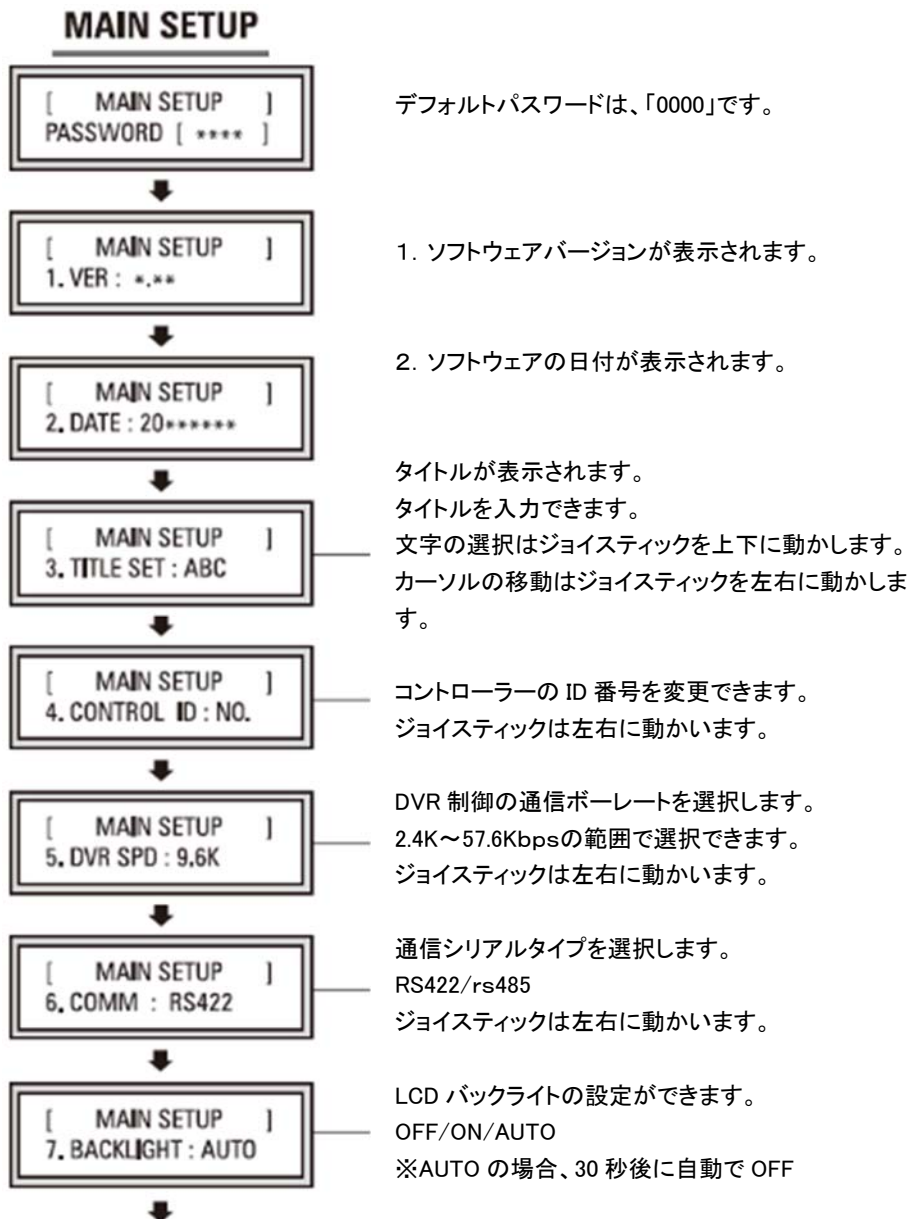 MAIN SETUP
[ MAIN SETUP ]
PASSWORD [ **** ]
デフォルトパスワードは、「0000」です。
[ MAIN SETUP ]
1. VER : *.**
1. ソフトウェアバージョンが表示されます。
[ MAIN SETUP ]
2. DATE : 20******
2. ソフトウェアの日付が表示されます。
[ MAIN SETUP ]
3. TITLE SET : ABC
タイトルが表示されます。
タイトルを入力できます。
文字の選択はジョイスティックを上下に動かします。
カーソルの移動はジョイスティックを左右に動かしま
す。
[ MAIN SETUP ]
4. CONTROL ID : NO.
コントローラーの ID 番号を変更できます。
ジョイスティックは左右に動かいます。
[ MAIN SETUP ]
5. DVR SPD : 9.6K
DVR 制御の通信ボーレートを選択します。
2.4K～57.6Kbpsの範囲で選択できます。
ジョイスティックは左右に動かいます。
[ MAIN SETUP ]
6. COMM : RS422
通信シリアルタイプを選択します。
RS422/rs485
ジョイスティックは左右に動かいます。
[ MAIN SETUP ]
7. BACKLIGHT : AUTO
LCD バックライトの設定ができます。
OFF/ON/AUTO
※AUTO の場合、30 秒後に自動で OFF